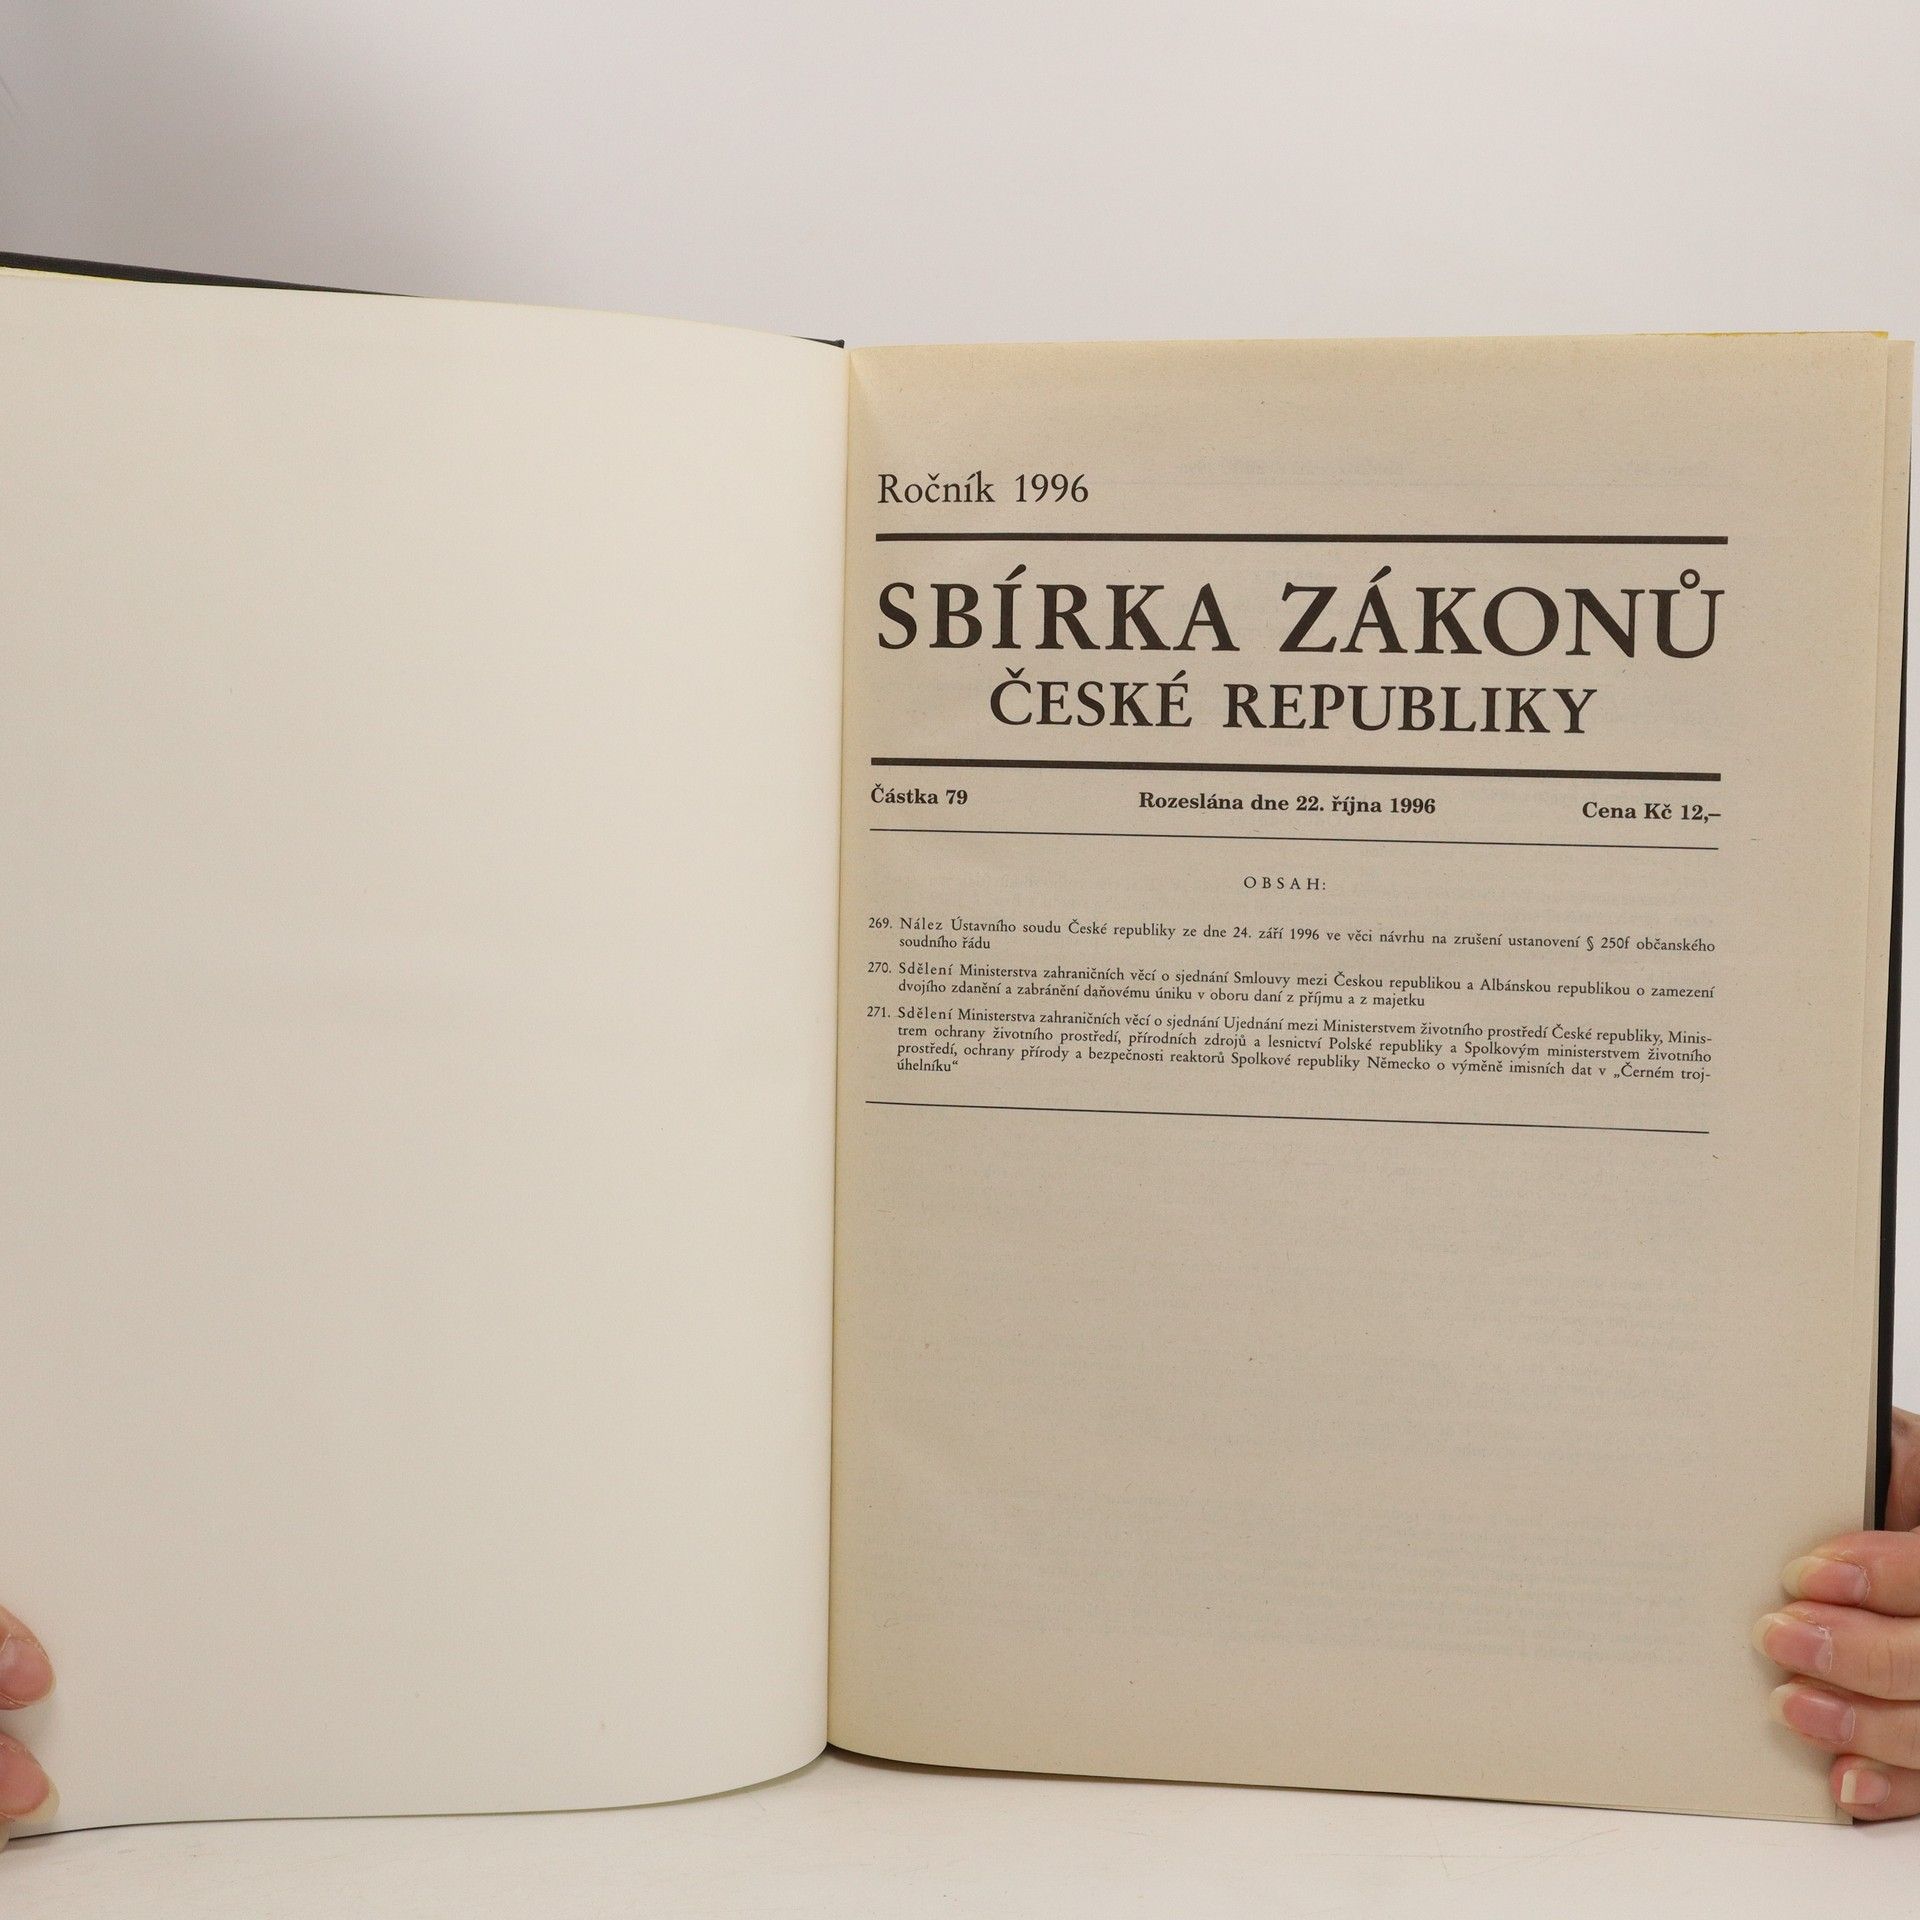 Ročník 1996
SBÍRKA ZÁKONŮ
ČESKÉ REPUBLIKY
Částka 79 Rozeslána dne 22. října 1996 Cena Kč 12,–
OBSAH:
269. Nález Ústavního soudu České republiky ze dne 24. září 1996 ve věci návrhu na zrušení ustanovení § 250f občanského
soudního řádu
270. Sdělení Ministerstva zahraničních věcí o sjednání Smlouvy mezi Českou republikou a Albánskou republikou o zamezení
dvojího zdanění a zabránění daňovému úniku v oboru daní z příjmu a z majetku
271. Sdělení Ministerstva zahraničních věcí o sjednání Ujednání mezi Ministerstvem životního prostředí České republiky, Minis-
trem ochrany životního prostředí, přírodních zdrojů a lesnictví Polské republiky a Spolkovým ministerstvem životního
prostředí, ochrany přírody a bezpečnosti reaktorů Spolkové republiky Německo o výměně imisních dat v „Černém troj-
úhelníku“